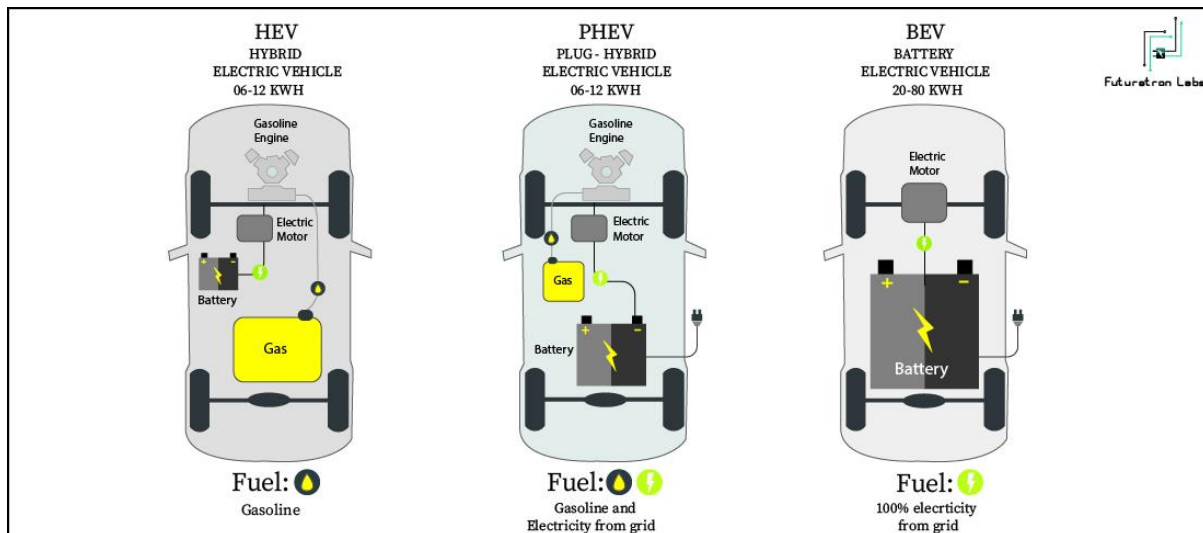 HEV
HYBRID
ELECTRIC VEHICLE
06-12 KWH
Gasoline
Engine
Electric
Motor
+ −
Battery
Gas
Fuel:
Gasoline
PHEV
PLUG - HYBRID
ELECTRIC VEHICLE
06-12 KWH
Gasoline
Engine
Electric
Motor
Gas
+ −
Battery
Fuel:
Gasoline and
Electricity from grid
BEV
BATTERY
ELECTRIC VEHICLE
20-80 KWH
Electric
Motor
+ −
Battery
Fuel:
100% elecrticity
from grid
Futuretron Labs